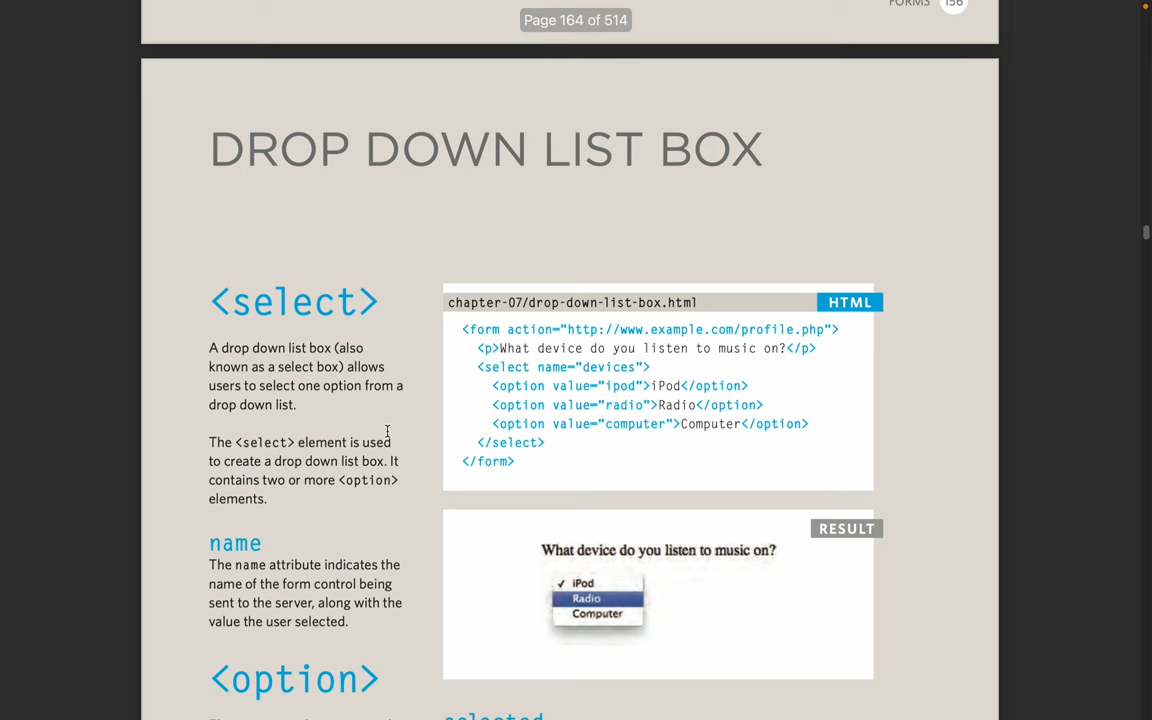 FORMS 156
Page 164 of 514
DROP DOWN LIST BOX
<select>
A drop down list box (also
known as a select box) allows
users to select one option from a
drop down list.
The <select> element is used
to create a drop down list box. It
contains two or more <option>
elements.
name
The name attribute indicates the
name of the form control being
sent to the server, along with the
value the user selected.
<option>
chapter-07/drop-down-list-box.html HTML
<form action="http://www.example.com/profile.php">
<p>What device do you listen to music on?</p>
<select name="devices">
<option value="ipod">iPod</option>
<option value="radio">Radio</option>
<option value="computer">Computer</option>
</select>
</form>
RESULT
What device do you listen to music on?
✓ iPod
Radio
Computer
selected